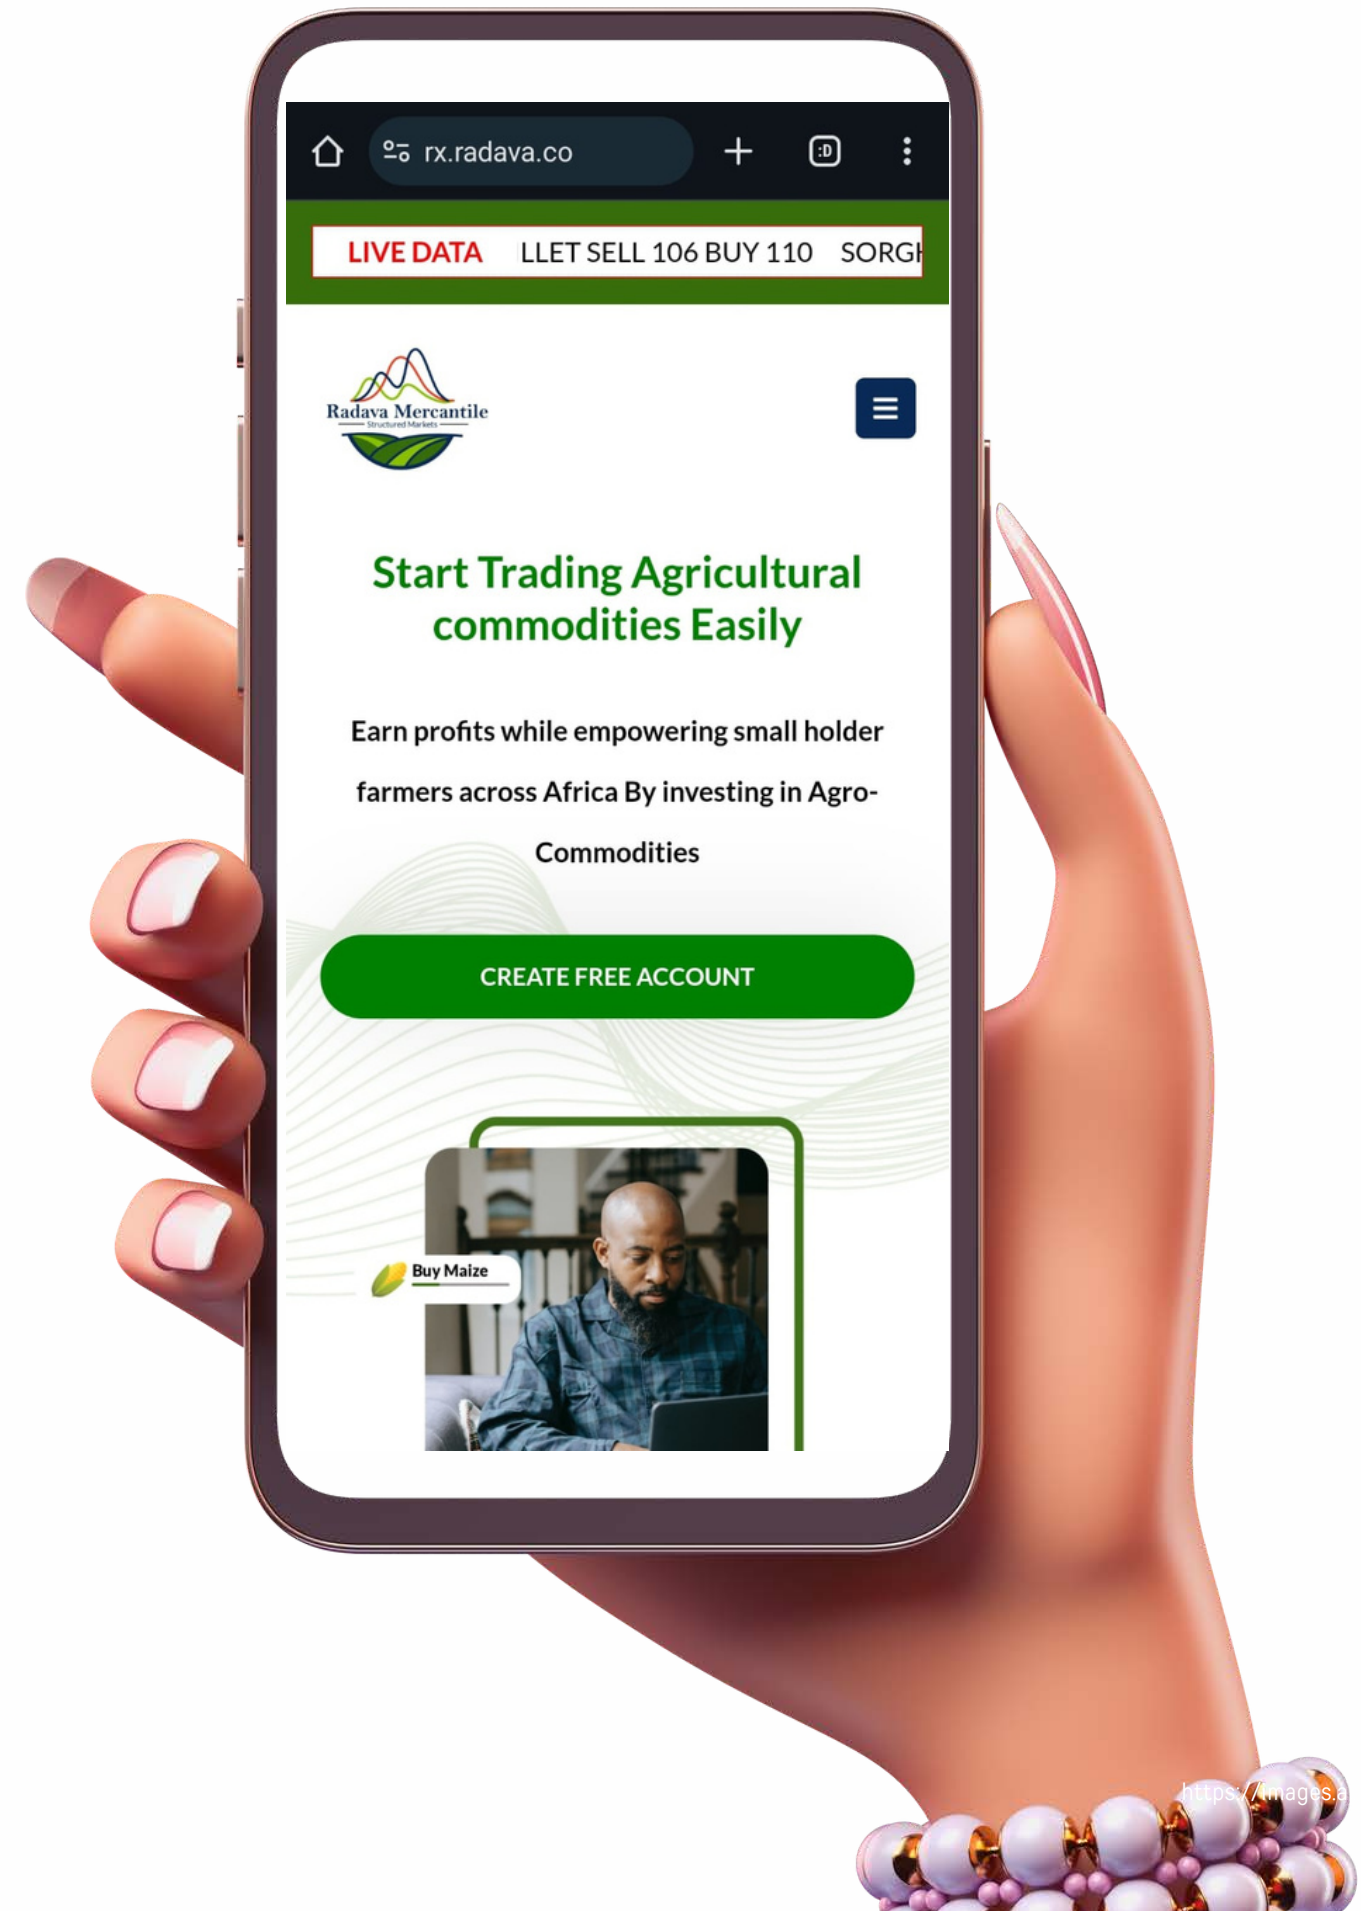 :D
rx.radava.co
LIVE DATA LLET SELL 106 BUY 110 SORGH
Radava Mercantile
Structured Markets
Start Trading Agricultural
commodities Easily
Earn profits while empowering small holder
farmers across Africa By investing in Agro-
Commodities
CREATE FREE ACCOUNT
Buy Maize
https://images.a